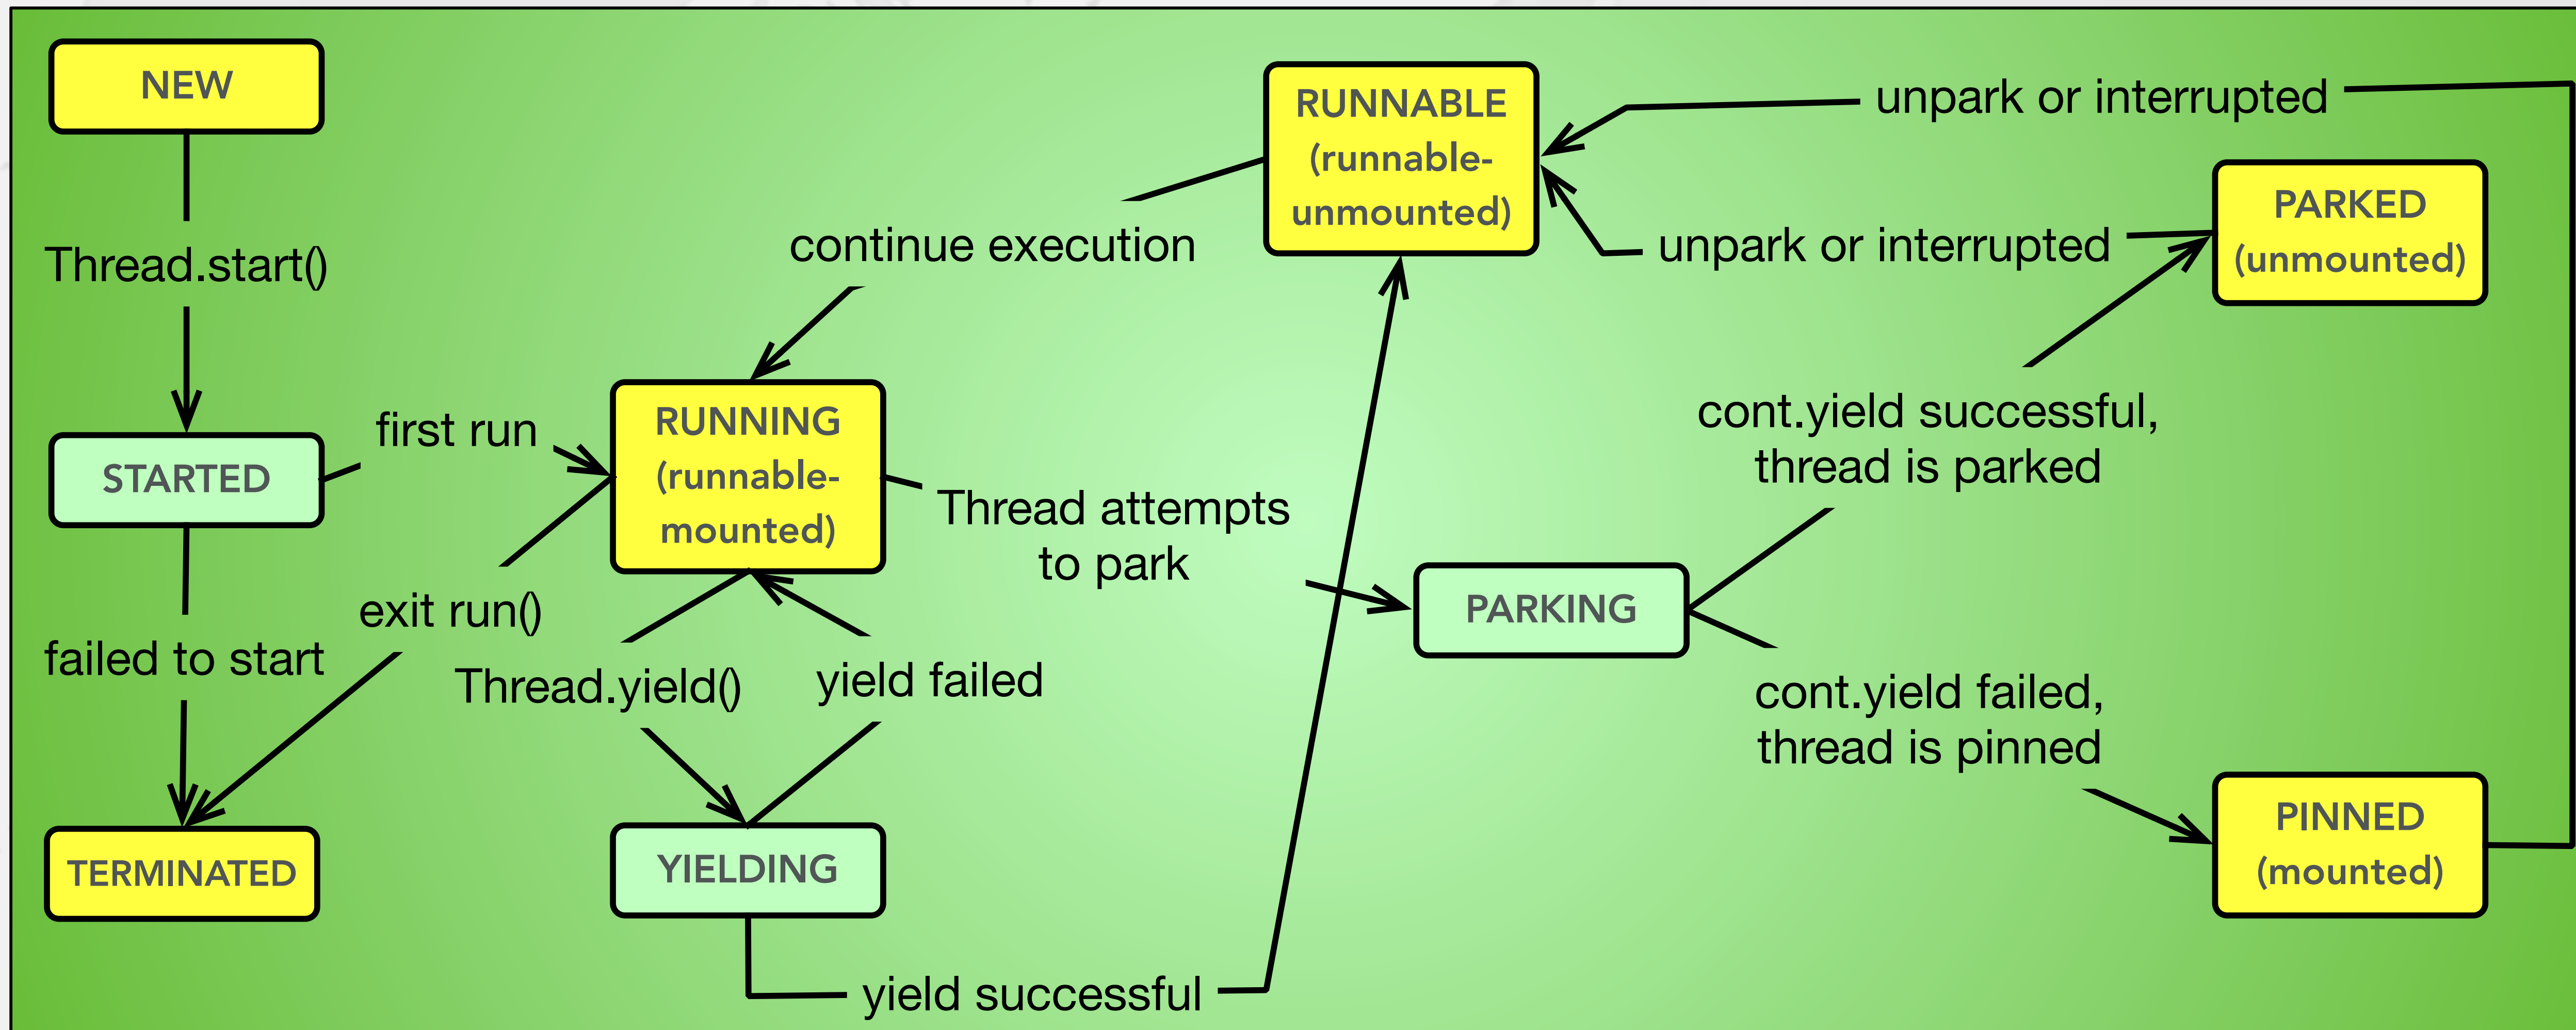 NEW
RUNNABLE
(runnable-
unmounted)
unpark or interrupted
PARKED
(unmounted)
Thread.start()
continue execution
unpark or interrupted
STARTED
first run
RUNNING
(runnable-
mounted)
Thread attempts
to park
cont.yield successful,
thread is parked
exit run()
failed to start
Thread.yield()
yield failed
PARKING
cont.yield failed,
thread is pinned
TERMINATED
YIELDING
PINNED
(mounted)
yield successful